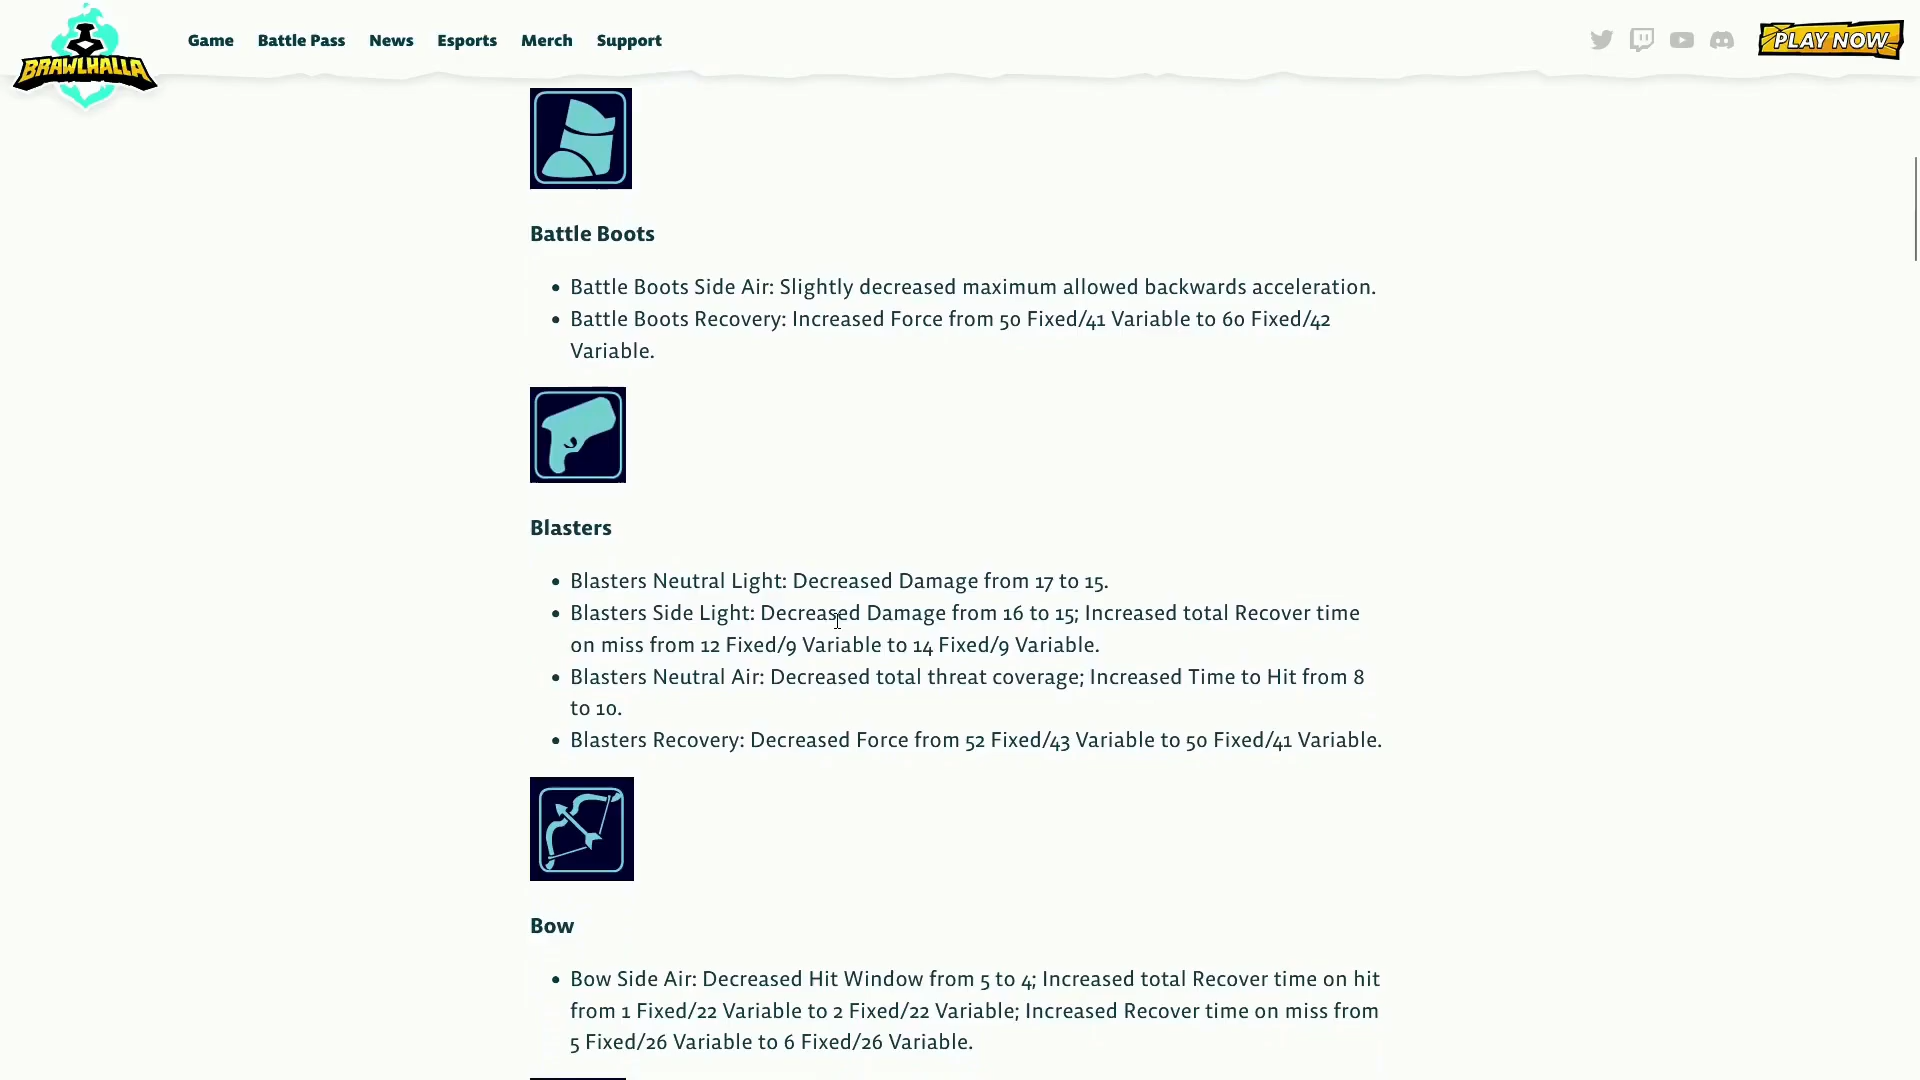 BRAWLHALLA
Game Battle Pass News Esports Merch Support
PLAY NOW
Battle Boots
• Battle Boots Side Air: Slightly decreased maximum allowed backwards acceleration.
• Battle Boots Recovery: Increased Force from 50 Fixed/41 Variable to 60 Fixed/42
Variable.
Blasters
• Blasters Neutral Light: Decreased Damage from 17 to 15.
• Blasters Side Light: Decreased Damage from 16 to 15; Increased total Recover time
on miss from 12 Fixed/9 Variable to 14 Fixed/9 Variable.
• Blasters Neutral Air: Decreased total threat coverage; Increased Time to Hit from 8
to 10.
• Blasters Recovery: Decreased Force from 52 Fixed/43 Variable to 50 Fixed/41 Variable.
Bow
• Bow Side Air: Decreased Hit Window from 5 to 4; Increased total Recover time on hit
from 1 Fixed/22 Variable to 2 Fixed/22 Variable; Increased Recover time on miss from
5 Fixed/26 Variable to 6 Fixed/26 Variable.